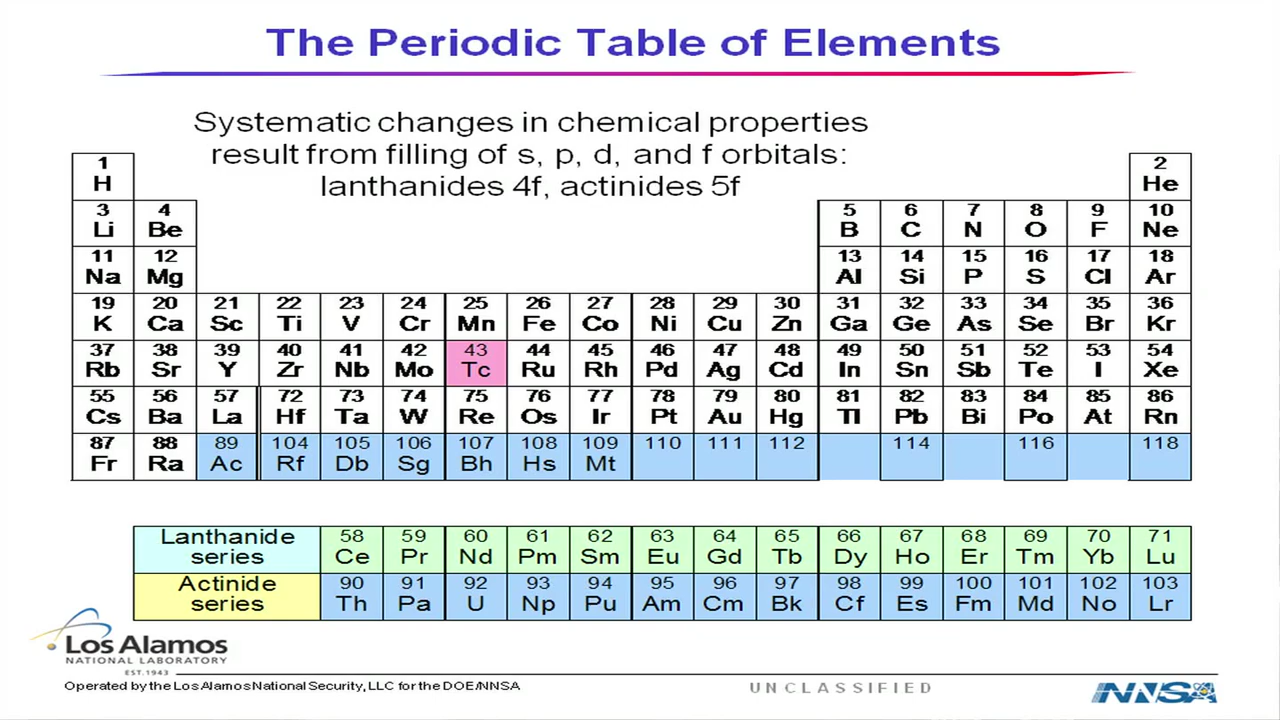 The Periodic Table of Elements
Systematic changes in chemical properties
result from filling of s, p, d, and f orbitals:
lanthanides 4f, actinides 5f
1 2
H He
3 4 5 6 7 8 9 10
Li Be B C N O F Ne
11 12 13 14 15 16 17 18
Na Mg Al Si P S Cl Ar
19 20 21 22 23 24 25 26 27 28 29 30 31 32 33 34 35 36
K Ca Sc Ti V Cr Mn Fe Co Ni Cu Zn Ga Ge As Se Br Kr
37 38 39 40 41 42 43 44 45 46 47 48 49 50 51 52 53 54
Rb Sr Y Zr Nb Mo Tc Ru Rh Pd Ag Cd In Sn Sb Te I Xe
55 56 57 72 73 74 75 76 77 78 79 80 81 82 83 84 85 86
Cs Ba La Hf Ta W Re Os Ir Pt Au Hg Tl Pb Bi Po At Rn
87 88 89 104 105 106 107 108 109 110 111 112 114 116 118
Fr Ra Ac Rf Db Sg Bh Hs Mt
Lanthanide 58 59 60 61 62 63 64 65 66 67 68 69 70 71
series Ce Pr Nd Pm Sm Eu Gd Tb Dy Ho Er Tm Yb Lu
Actinide 90 91 92 93 94 95 96 97 98 99 100 101 102 103
series Th Pa U Np Pu Am Cm Bk Cf Es Fm Md No Lr
Los Alamos
NATIONAL LABORATORY
EST.1943
Operated by the Los Alamos National Security, LLC for the DOE/NNSA
UNCLASSIFIED
NNSA